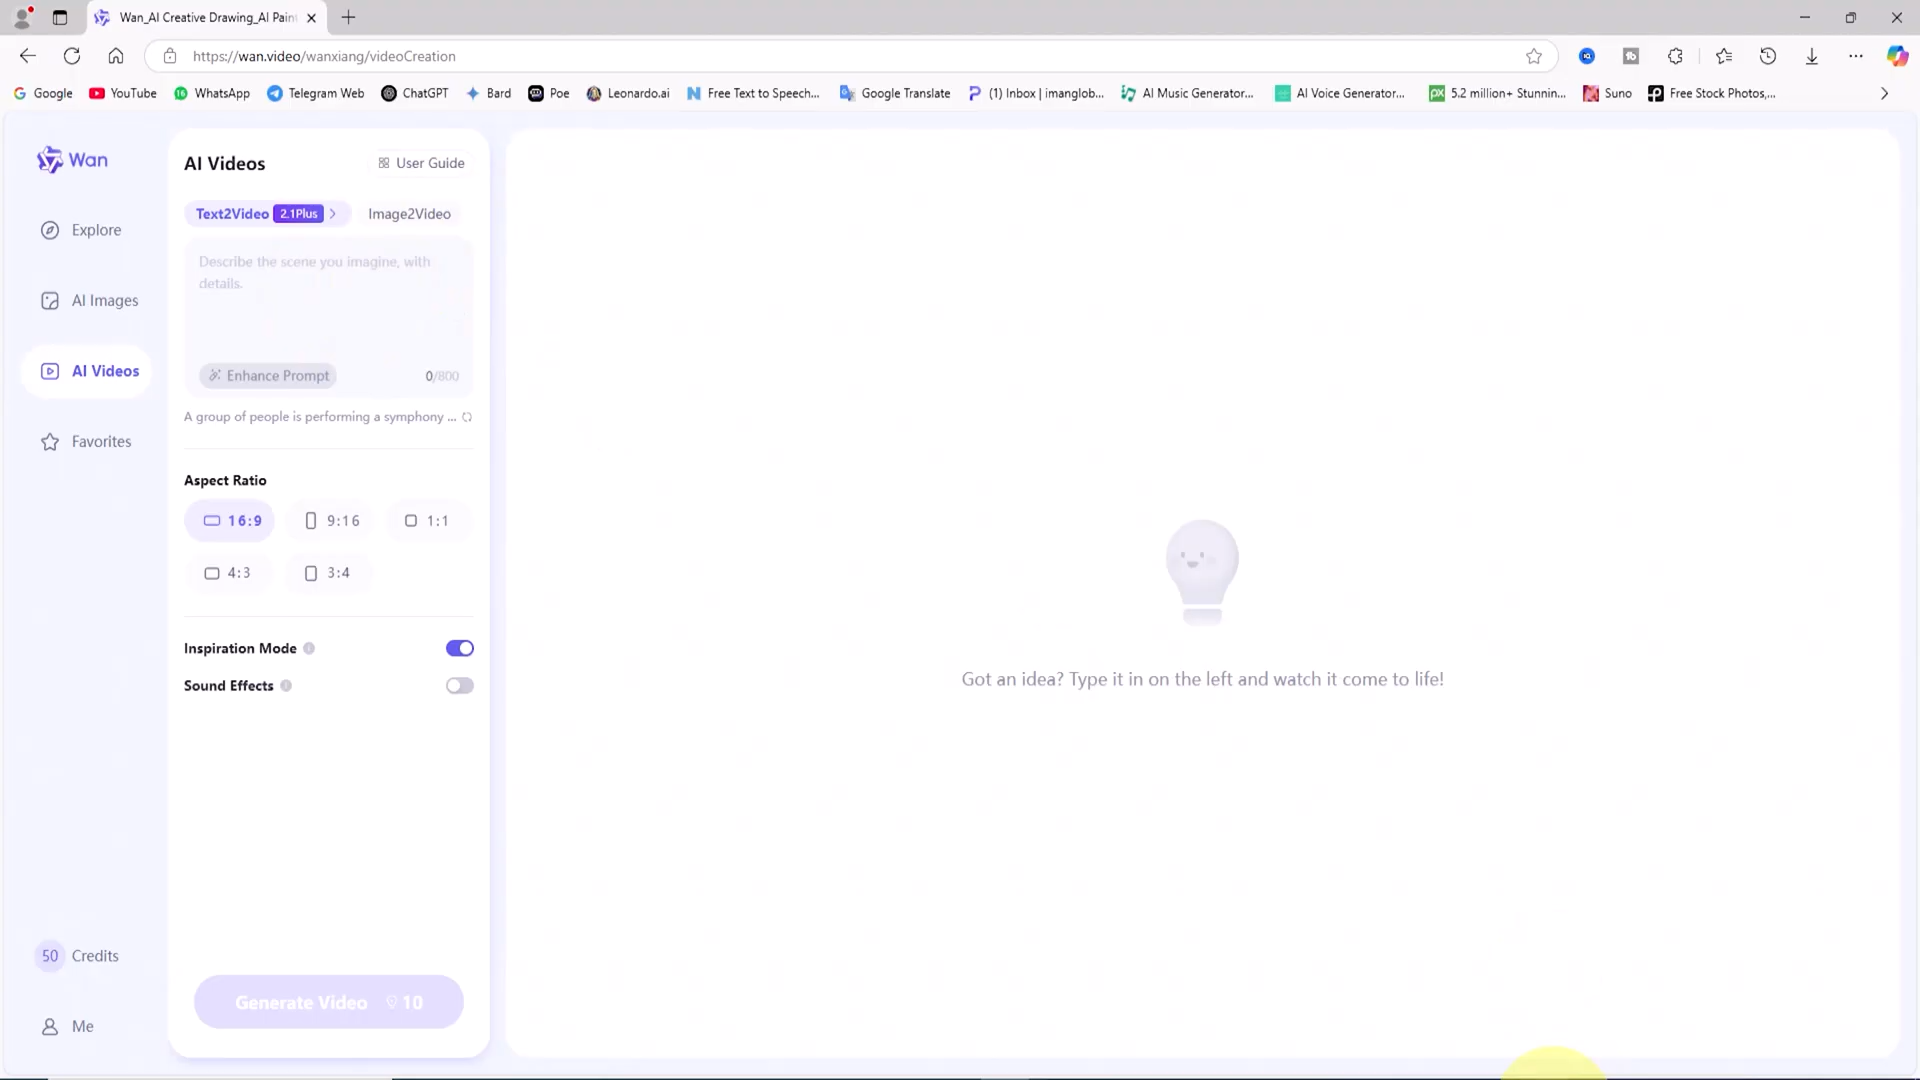 Wan_AI Creative Drawing_AI Pain
https://wan.video/wanxiang/videoCreation
Google
YouTube
16
WhatsApp
Telegram Web
ChatGPT
Bard
Poe
Leonardo.ai
N
Free Text to Speech...
Google Translate
(1) Inbox | imanglob...
AI Music Generator...
AI Voice Generator...
px
5.2 million+ Stunnin...
Suno
Free Stock Photos,...
Wan
Explore
AI Images
AI Videos
Favorites
50 Credits
Me
AI Videos
User Guide
Text2Video 2.1Plus
Image2Video
Describe the scene you imagine, with
details.
Enhance Prompt
0/800
A group of people is performing a symphony ...
Aspect Ratio
16:9
9:16
1:1
4:3
3:4
Inspiration Mode
Sound Effects
Generate Video 10
Got an idea? Type it in on the left and watch it come to life!